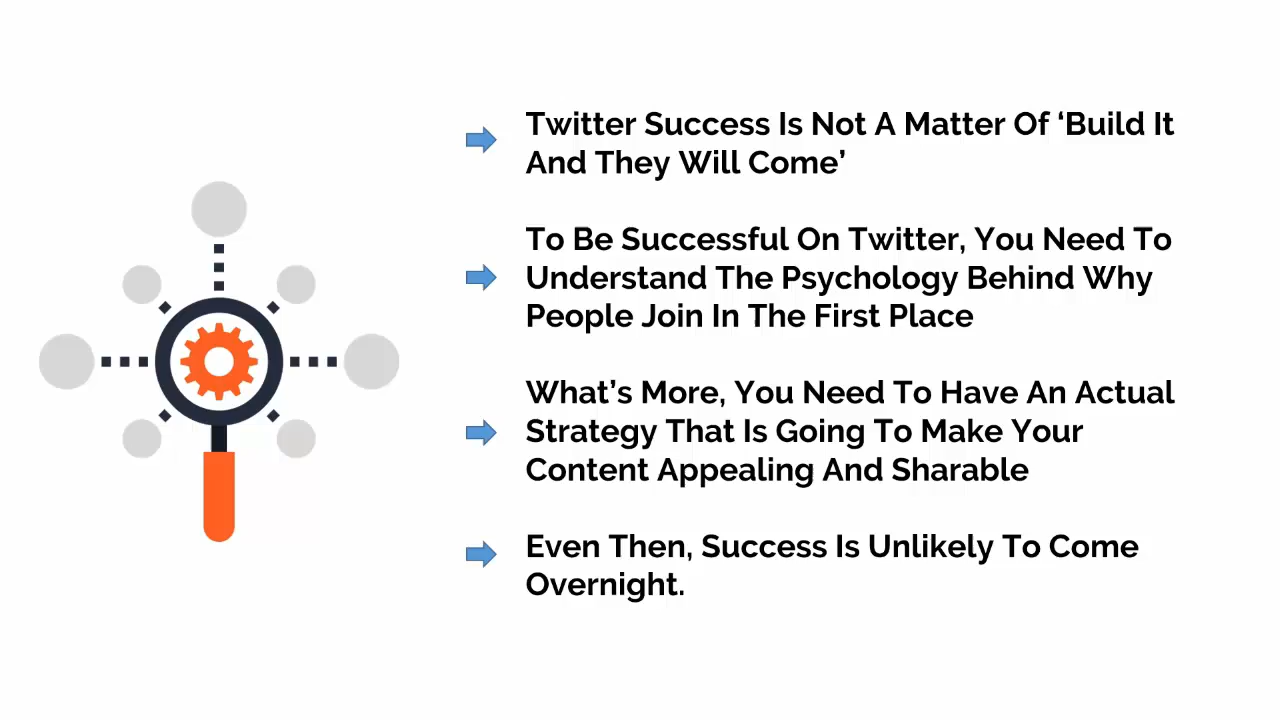 Twitter Success Is Not A Matter Of ‘Build It
And They Will Come’
To Be Successful On Twitter, You Need To
Understand The Psychology Behind Why
People Join In The First Place
What’s More, You Need To Have An Actual
Strategy That Is Going To Make Your
Content Appealing And Sharable
Even Then, Success Is Unlikely To Come
Overnight.